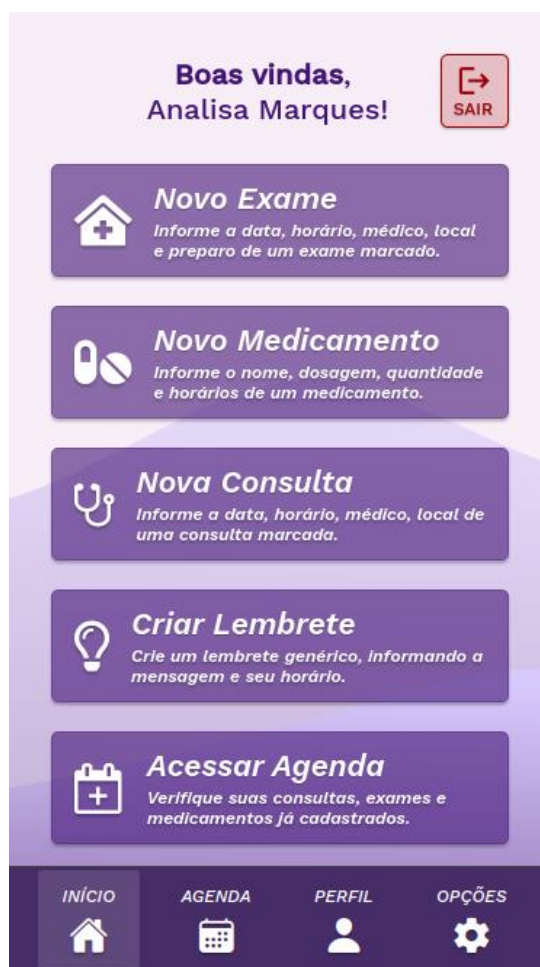 Boas vindas,
Analisa Marques!
SAIR
Novo Exame
Informe a data, horário, médico, local
e preparo de um exame marcado.
Novo Medicamento
Informe o nome, dosagem, quantidade
e horários de um medicamento.
Nova Consulta
Informe a data, horário, médico, local de
uma consulta marcada.
Criar Lembrete
Crie um lembrete genérico, informando a
mensagem e seu horário.
Acessar Agenda
Verifique suas consultas, exames e
medicamentos já cadastrados.
INÍCIO
AGENDA
PERFIL
OPÇÕES